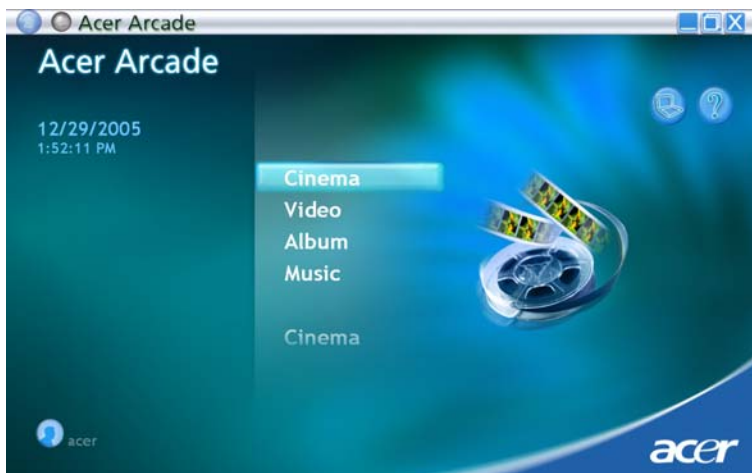 Acer Arcade
Acer Arcade
12/29/2005
1:52:11 PM
Cinema
Video
Album
Music
Cinema
acer
acer